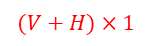 (V + H) × 1